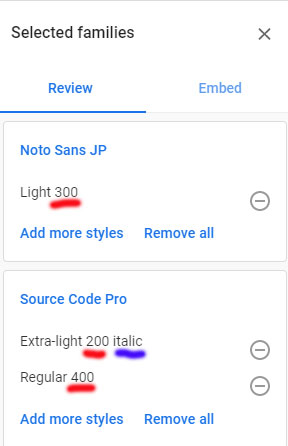 Selected families
Review Embed
Noto Sans JP
Light 300
Add more styles Remove all
Source Code Pro
Extra-light 200 italic
Regular 400
Add more styles Remove all